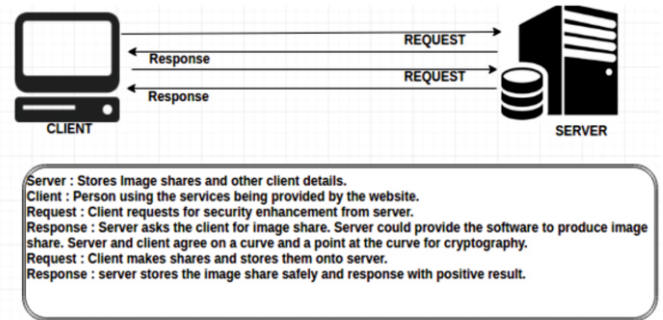 REQUEST
Response
REQUEST
Response
CLIENT
SERVER
Server : Stores Image shares and other client details.
Client : Person using the services being provided by the website.
Request : Client requests for security enhancement from server.
Response : Server asks the client for image share. Server could provide the software to produce image
share. Server and client agree on a curve and a point at the curve for cryptography.
Request : Client makes shares and stores them onto server.
Response : server stores the image share safely and response with positive result.